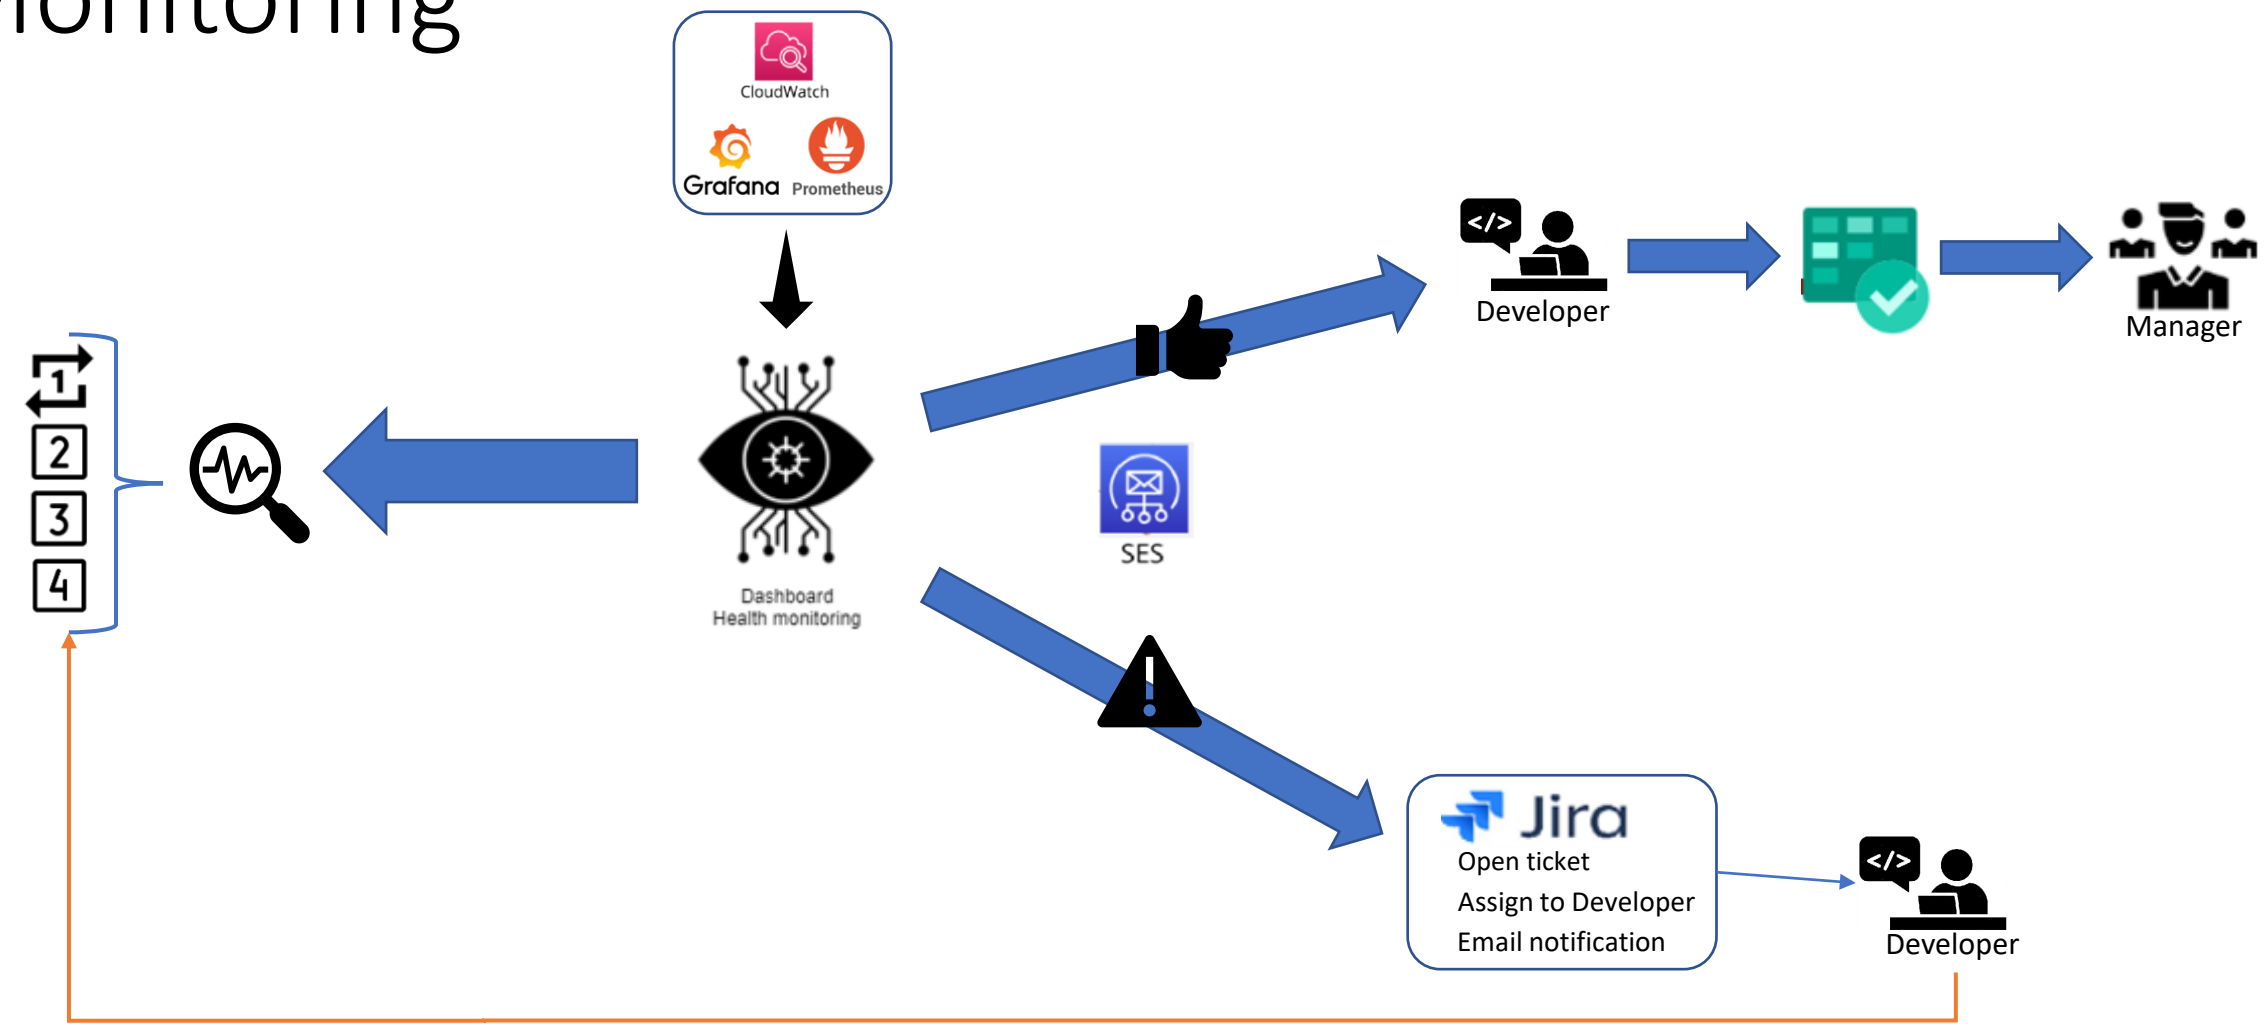 Monitoring
CloudWatch
Grafana
Prometheus
</>
Developer
Manager
1
2
3
4
SES
Dashboard
Health monitoring
Jira
Open ticket
Assign to Developer
Email notification
</>
Developer